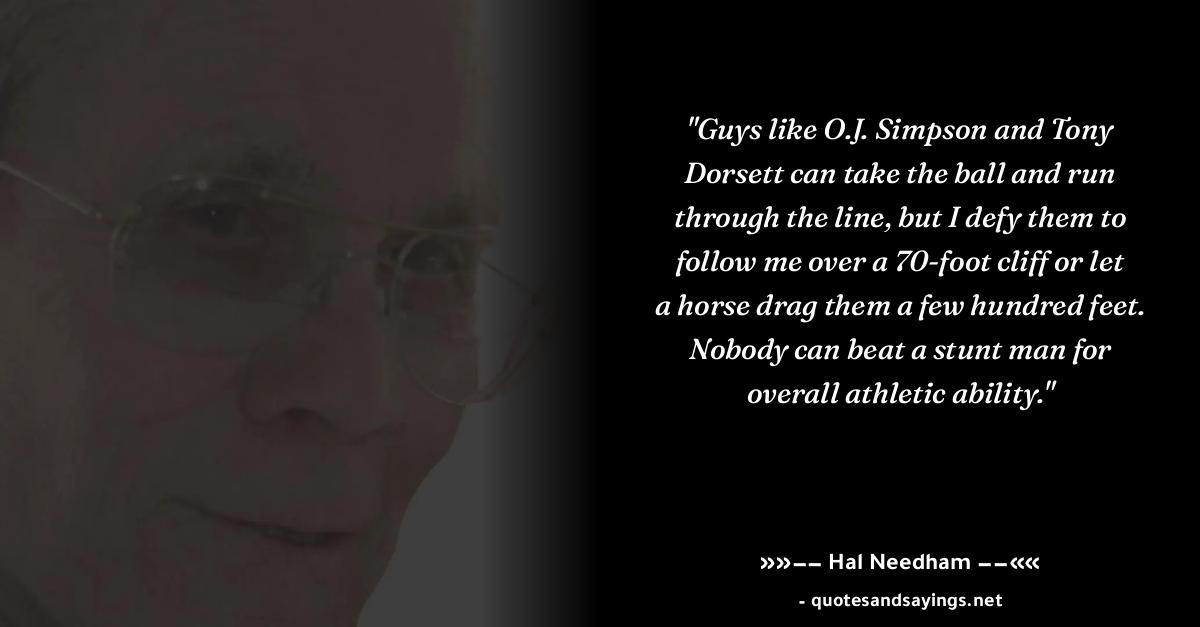 "Guys like O.J. Simpson and Tony
Dorsett can take the ball and run
through the line, but I defy them to
follow me over a 70-foot cliff or let
a horse drag them a few hundred feet.
Nobody can beat a stunt man for
overall athletic ability."
»»−− Hal Needham −−««
- quotesandsayings.net